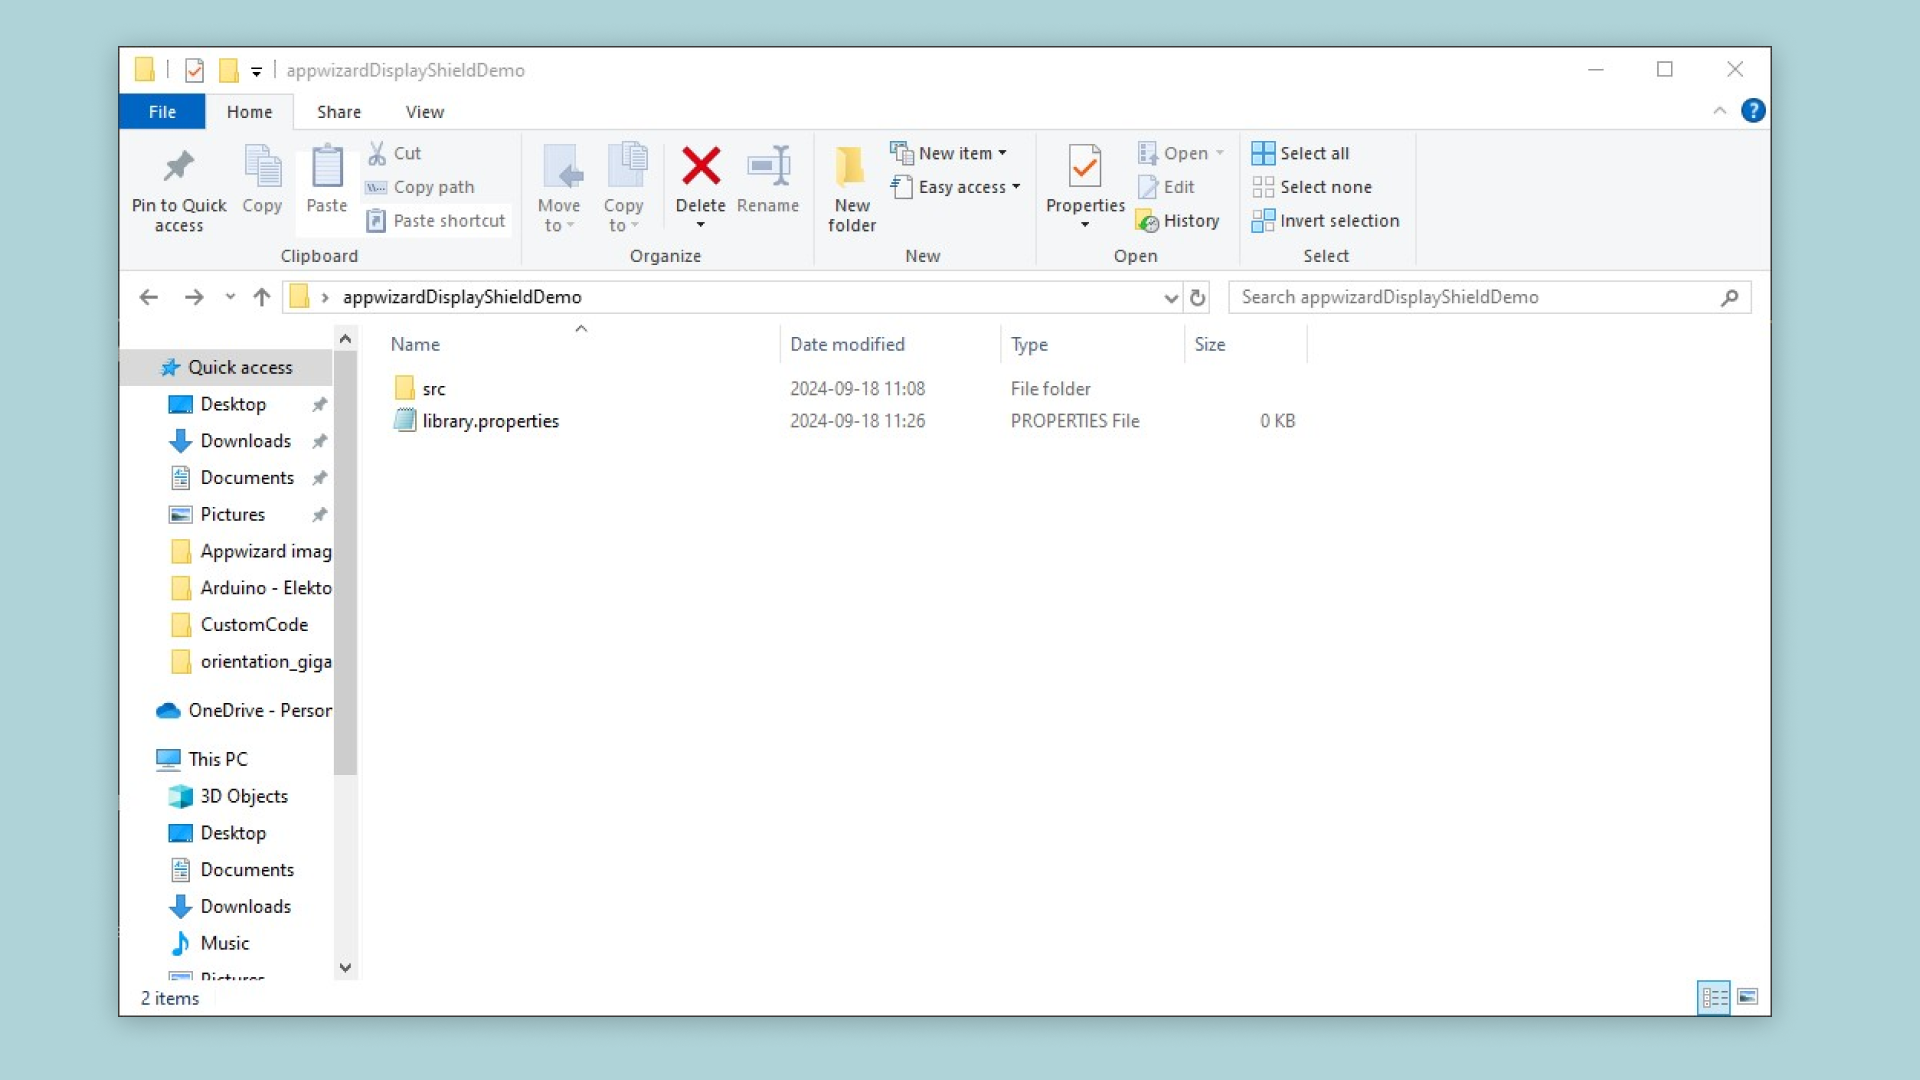 appwizardDisplayShieldDemo
File Home Share View
Pin to Quick access
Copy
Paste
Cut
Copy path
Paste shortcut
Clipboard
Move to
Copy to
Delete
Rename
Organize
New folder
New item
Easy access
New
Properties
Open
Edit
History
Open
Select all
Select none
Invert selection
Select
appwizardDisplayShieldDemo
Search appwizardDisplayShieldDemo
Name Date modified Type Size
src 2024-09-18 11:08 File folder
library.properties 2024-09-18 11:26 PROPERTIES File 0 KB
Quick access
Desktop
Downloads
Documents
Pictures
Appwizard imag
Arduino - Elekto
CustomCode
orientation_giga
OneDrive - Person
This PC
3D Objects
Desktop
Documents
Downloads
Music
Pictures
2 items